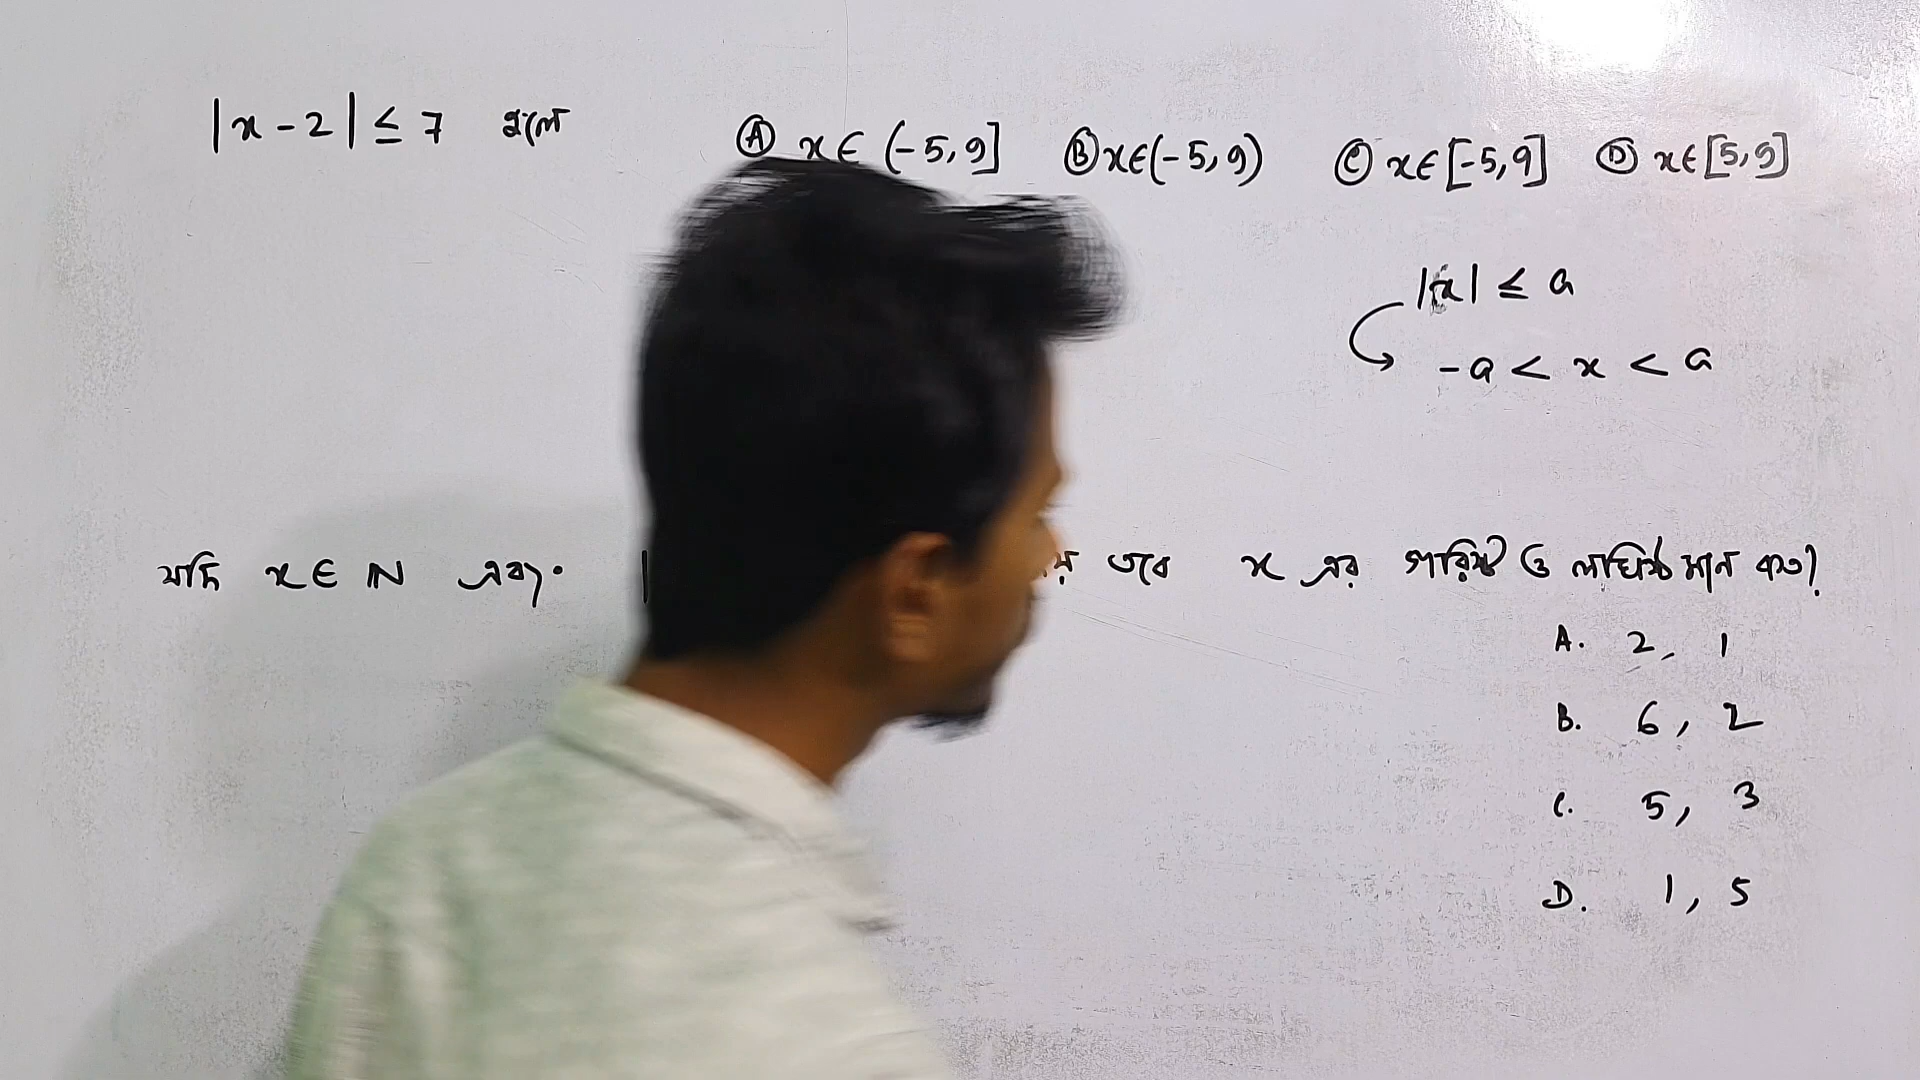 |x - 2| ≤ 7 হলে Ⓐ x ∈ (-5, 9] Ⓑ x ∈ (-5, 9) Ⓒ x ∈ [-5, 9] Ⓓ x ∈ [5, 9]
|x| ≤ a
-a < x < a
যদি x ∈ ℕ এবং | তবে x এর গরিষ্ট ও লঘিষ্ঠ মান কত?
A. 2, 1
B. 6, 2
C. 5, 3
D. 1, 5